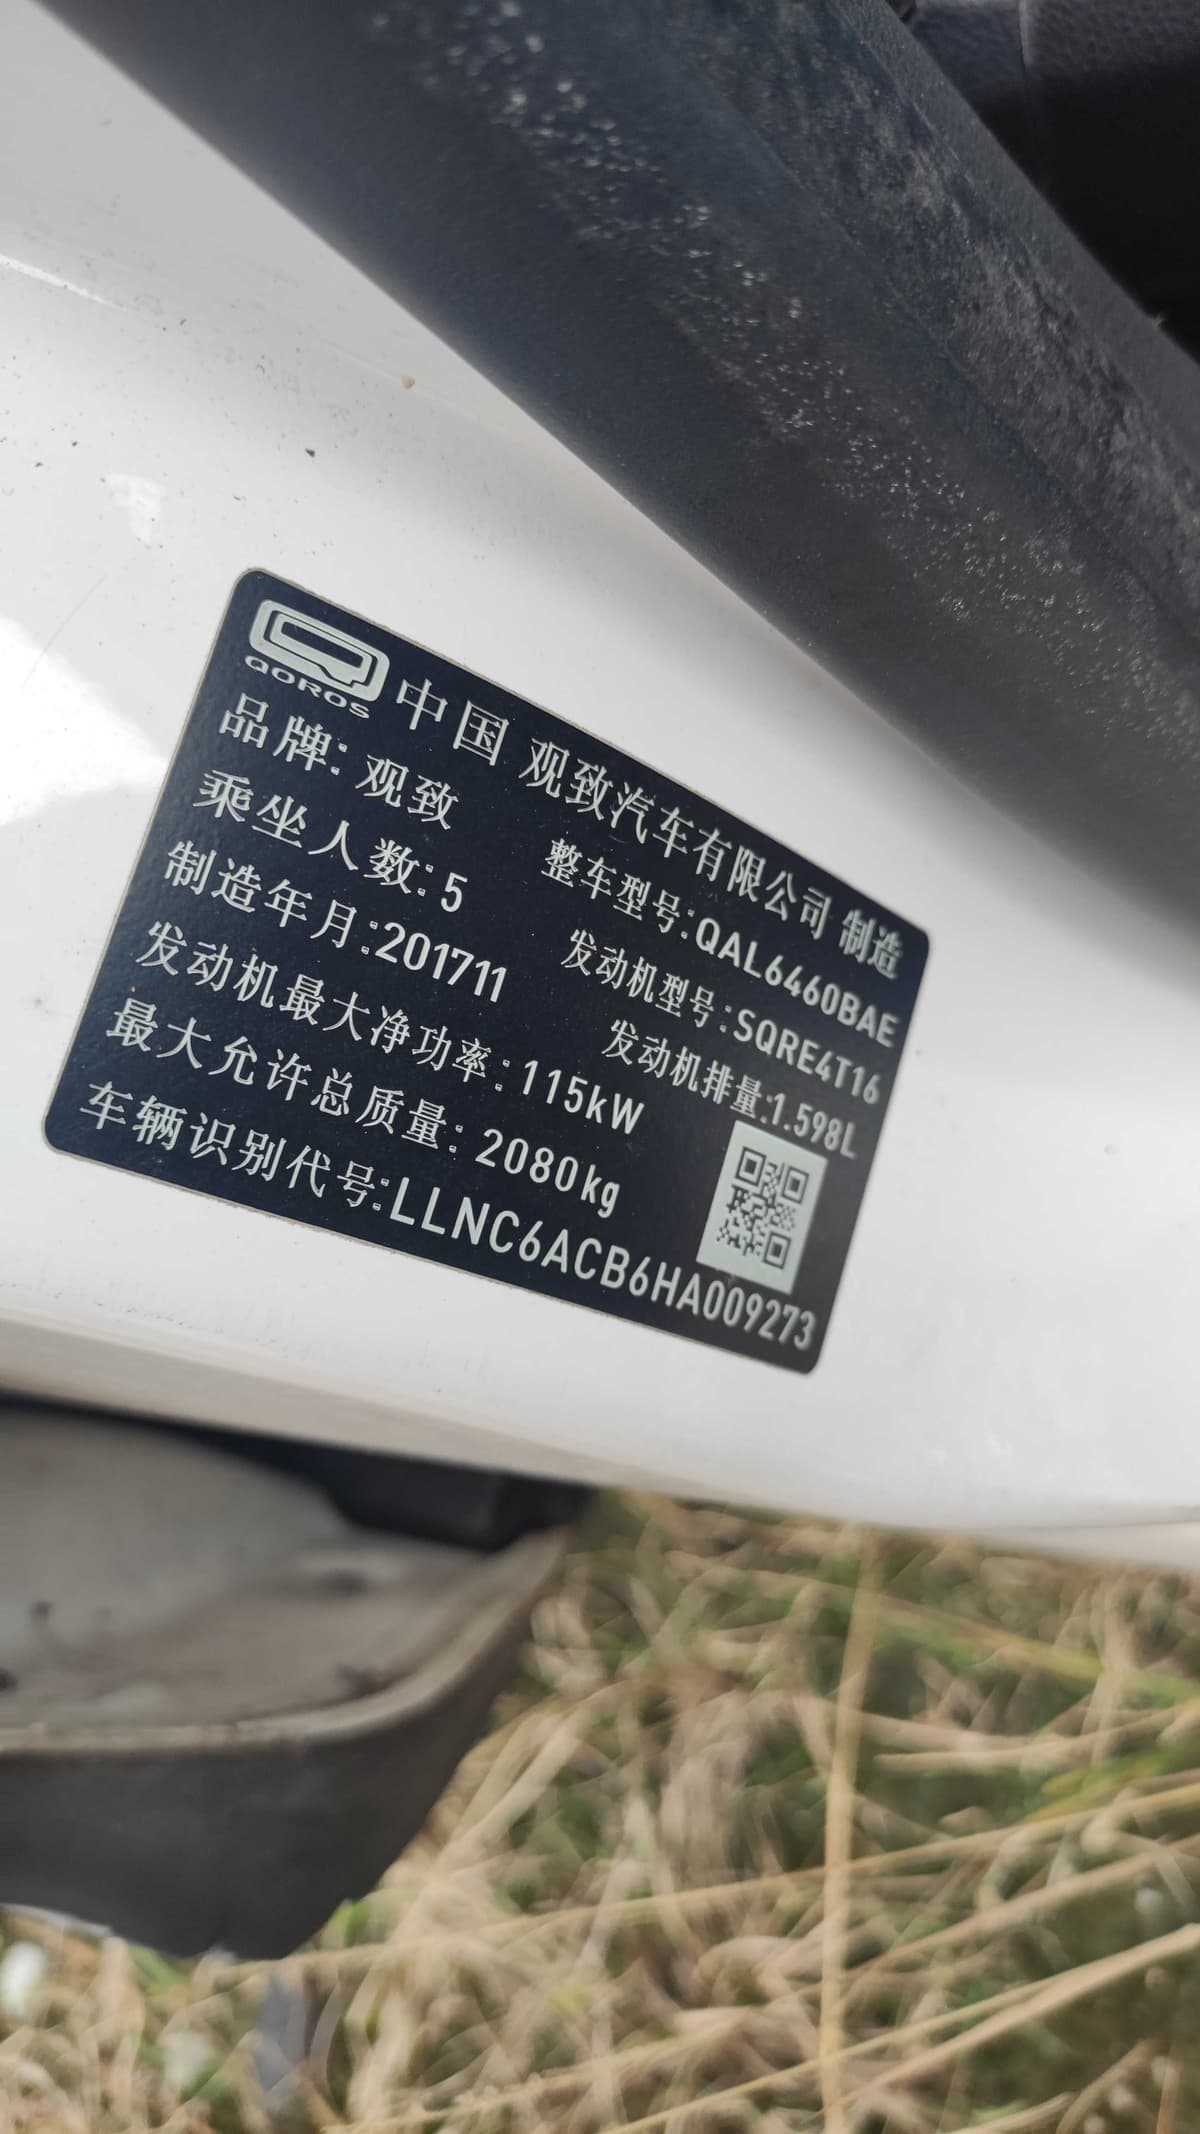 QOROS
中国 观致汽车有限公司 制造
品牌: 观致
整车型号:QAL6460BAE
乘坐人数:5
发动机型号:SQRE4T16
制造年月:201711
发动机排量:1.598L
发动机最大净功率:115kW
最大允许总质量: 2080kg
车辆识别代号:LLNC6ACB6HA009273